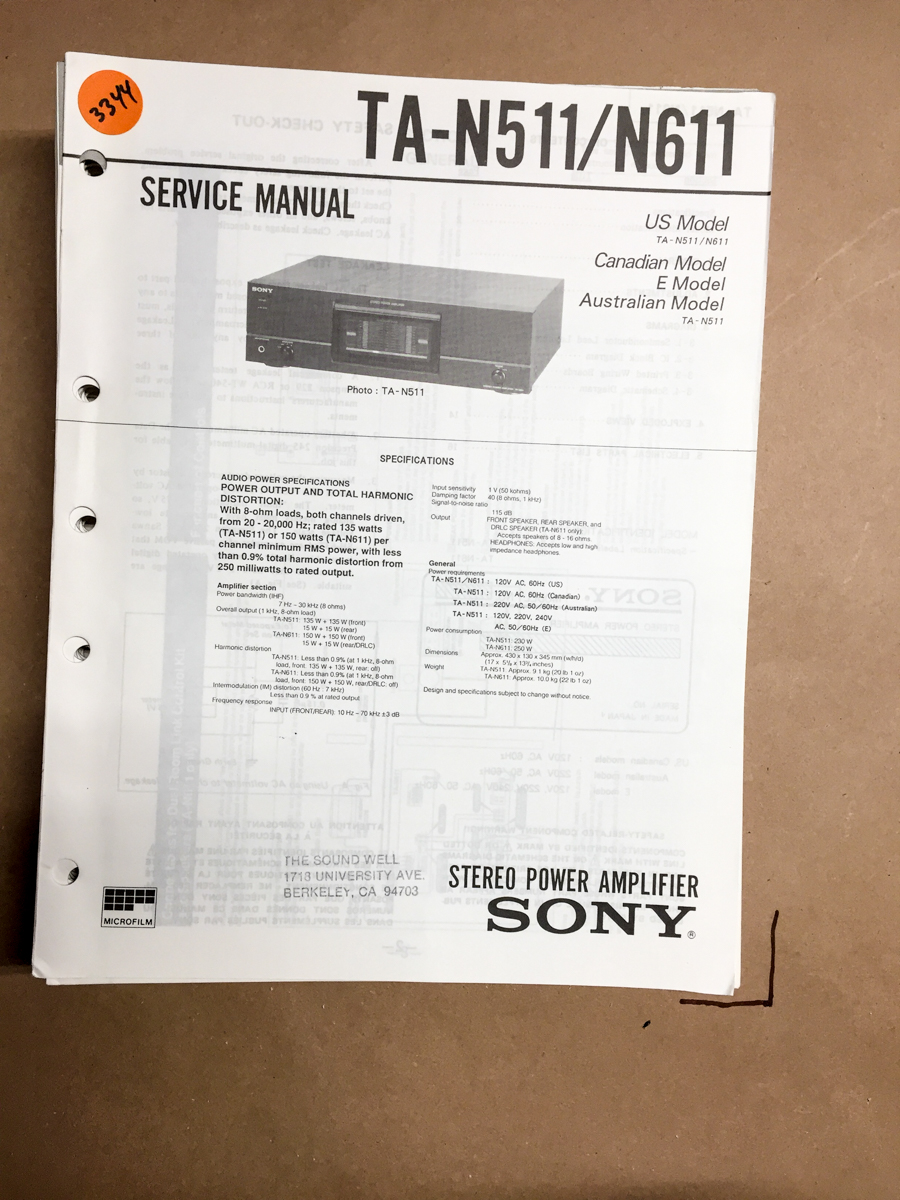 3344
TA-N511/N611
SERVICE MANUAL
US Model
TA-N511/N611
Canadian Model
E Model
Australian Model
TA-N511
SONY
Photo : TA-N511
SPECIFICATIONS
AUDIO POWER SPECIFICATIONS
POWER OUTPUT AND TOTAL HARMONIC
DISTORTION:
With 8-ohm loads, both channels driven,
from 20 - 20,000 Hz; rated 135 watts
(TA-N511) or 150 watts (TA-N611) per
channel minimum RMS power, with less
than 0.9% total harmonic distortion from
250 milliwatts to rated output.
Amplifier section
Power bandwidth (IHF)
7 Hz – 30 kHz (8 ohms)
Overall output (1 kHz, 8-ohm load)
TA-N511: 135 W + 135 W (front)
15 W + 15 W (rear)
TA-N611: 150 W + 150 W (front)
15 W + 15 W (rear/DRLC)
Harmonic distortion
TA-N511: Less than 0.9% (at 1 kHz, 8-ohm
load, front: 135 W + 135 W, rear: off)
TA-N611: Less than 0.9% (at 1 kHz, 8-ohm
load, front: 150 W + 150 W, rear/DRLC: off)
Intermodulation (IM) distortion (60 Hz : 7 kHz)
Less than 0.9 % at rated output
Frequency response
INPUT (FRONT/REAR): 10 Hz – 70 kHz ±3 dB
Input sensitivity 1 V (50 kohms)
Damping factor 40 (8 ohms, 1 kHz)
Signal-to-noise ratio
115 dB
Output FRONT SPEAKER, REAR SPEAKER, and
DRLC SPEAKER (TA-N611 only):
Accepts speakers of 8 - 16 ohms.
HEADPHONES: Accepts low and high
impedance headphones.
General
Power requirements
TA-N511/N611 : 120V AC, 60Hz (US)
TA-N511 : 120V AC, 60Hz (Canadian)
TA-N511 : 220V AC, 50/60Hz (Australian)
TA-N511 : 120V, 220V, 240V
AC, 50/60Hz (E)
Power consumption
TA-N511: 230 W
TA-N611: 250 W
Dimensions Approx. 430 x 130 x 345 mm (w/h/d)
(17 x 5⅛ x 13⅝ inches)
Weight TA-N511: Approx. 9.1 kg (20 lb 1 oz)
TA-N611: Approx. 10.0 kg (22 lb 1 oz)
Design and specifications subject to change without notice.
THE SOUND WELL
1718 UNIVERSITY AVE.
BERKELEY, CA 94703
MICROFILM
STEREO POWER AMPLIFIER
SONY®